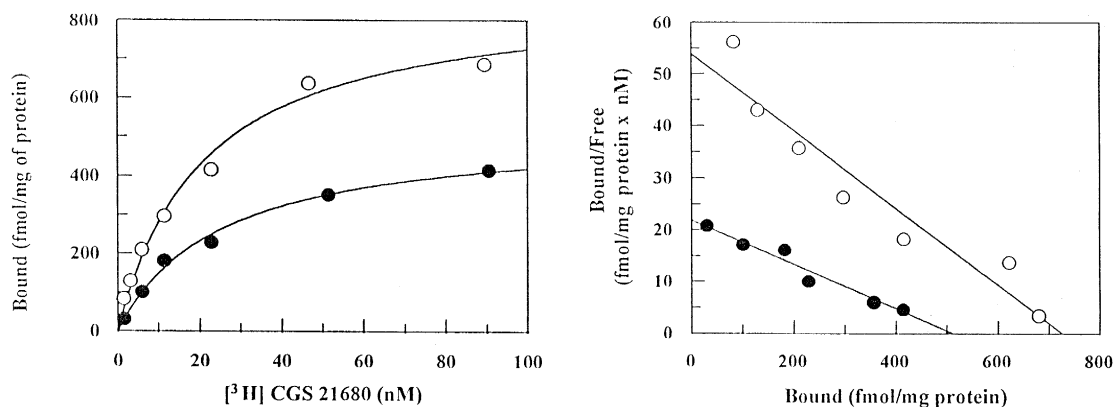 800
600
400
200
0
Bound (fmol/mg of protein)
0 20 40 60 80 100
[³H] CGS 21680 (nM)
60
50
40
30
20
10
0
Bound/Free
(fmol/mg protein x nM)
0 200 400 600 800
Bound (fmol/mg protein)